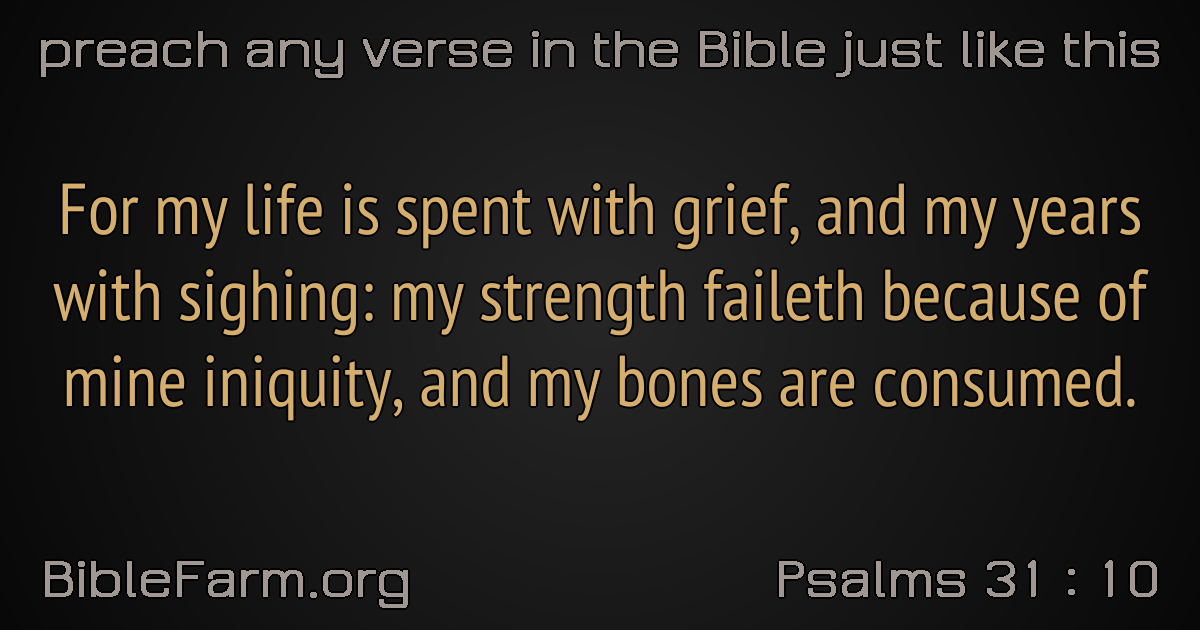 preach any verse in the Bible just like this
For my life is spent with grief, and my years
with sighing: my strength faileth because of
mine iniquity, and my bones are consumed.
BibleFarm.org
Psalms 31 : 10